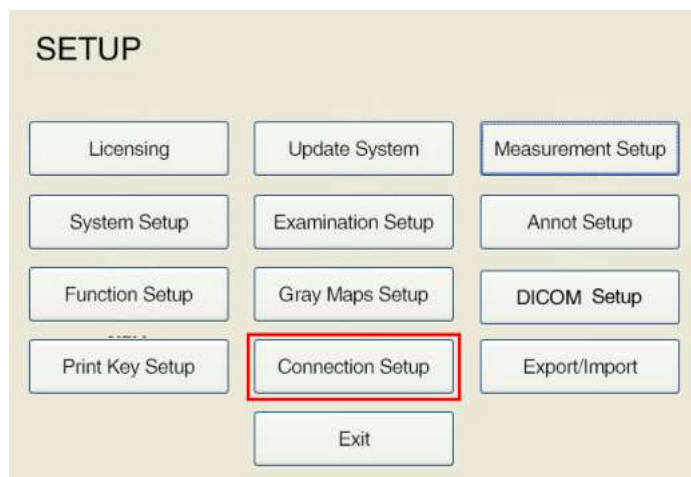 SETUP
Licensing
Update System
Measurement Setup
System Setup
Examination Setup
Annot Setup
Function Setup
Gray Maps Setup
DICOM Setup
Print Key Setup
Connection Setup
Export/Import
Exit